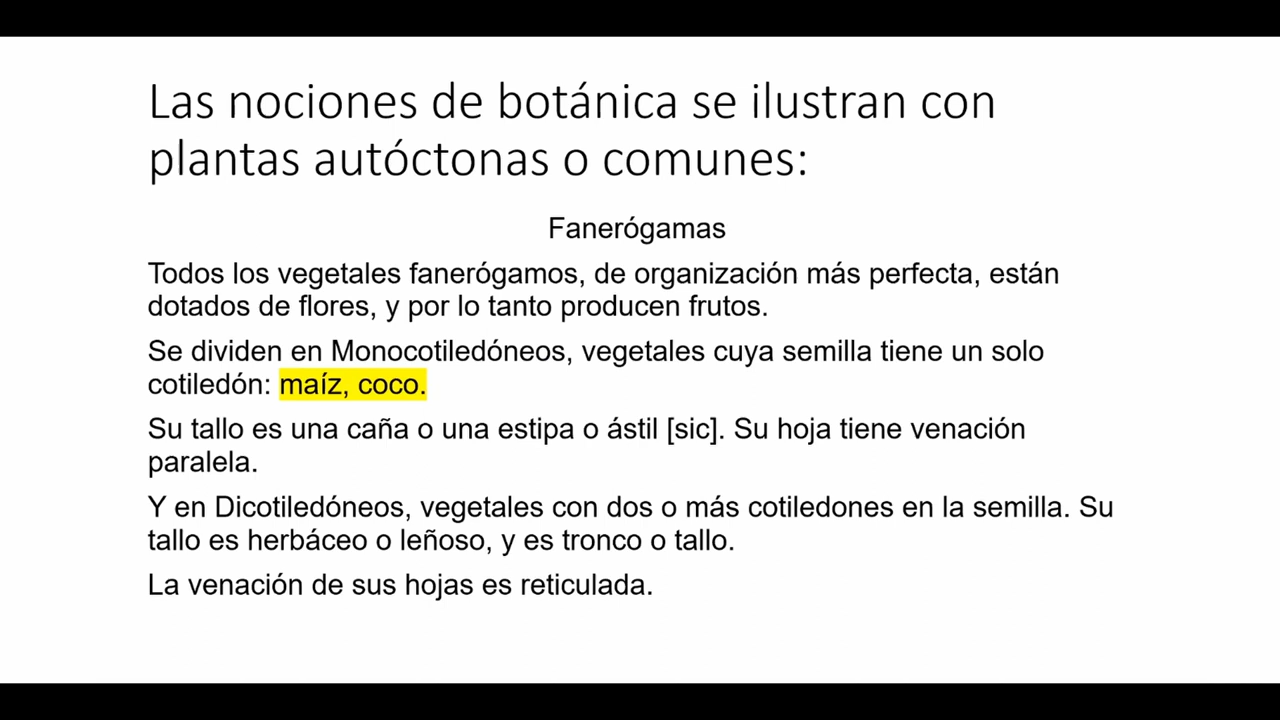 Las nociones de botánica se ilustran con
plantas autóctonas o comunes:
Fanerógamas
Todos los vegetales fanerógamos, de organización más perfecta, están
dotados de flores, y por lo tanto producen frutos.
Se dividen en Monocotiledóneos, vegetales cuya semilla tiene un solo
cotiledón: maíz, coco.
Su tallo es una caña o una estipa o ástil [sic]. Su hoja tiene venación
paralela.
Y en Dicotiledóneos, vegetales con dos o más cotiledones en la semilla. Su
tallo es herbáceo o leñoso, y es tronco o tallo.
La venación de sus hojas es reticulada.